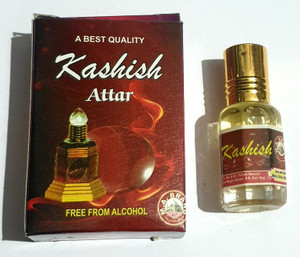 A BEST QUALITY
Kashish
Attar
FREE FROM ALCOHOL
Kashish